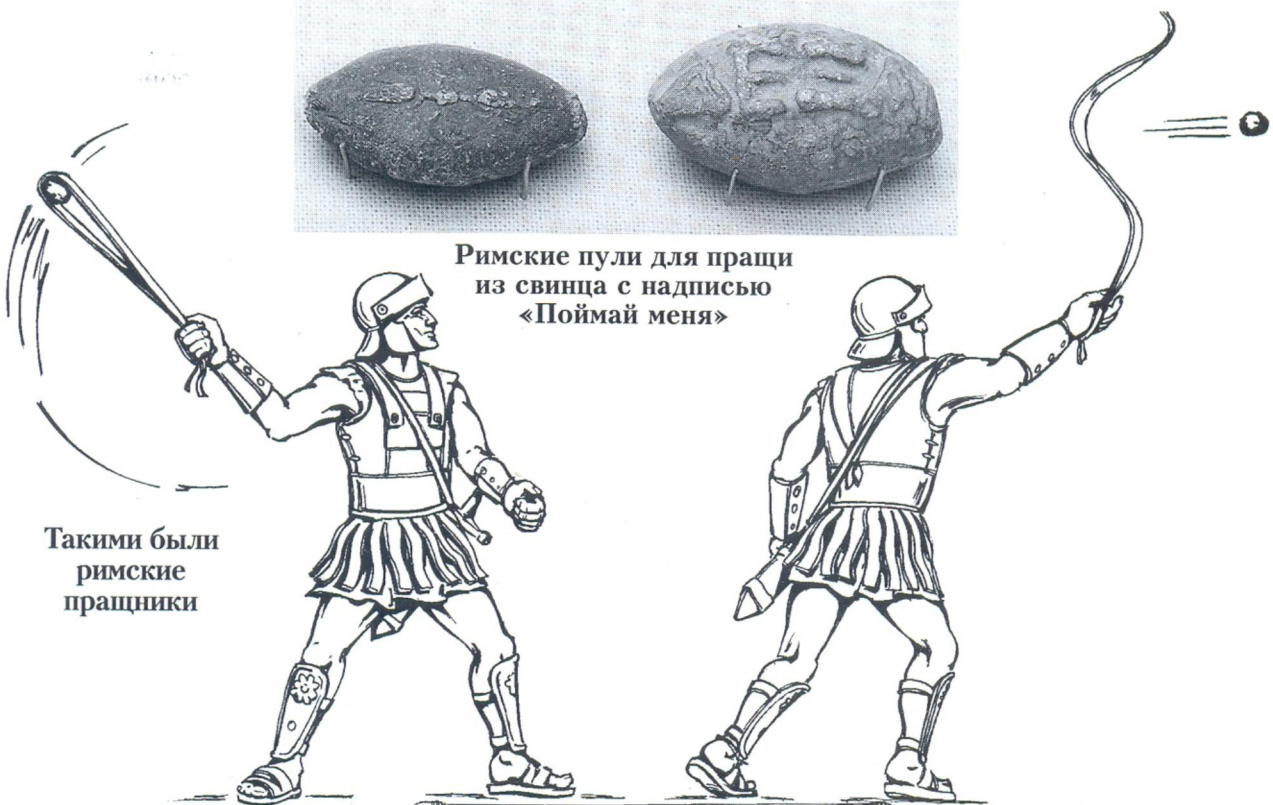 Римские пули для пращи
из свинца с надписью
«Поймай меня»
Такими были
римские
пращники